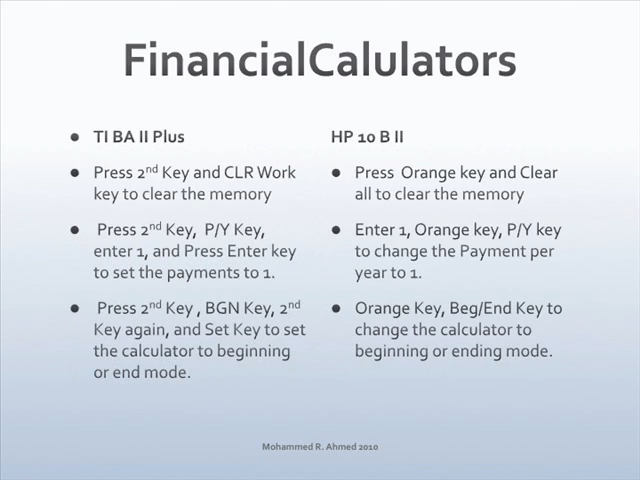 FinancialCalulators
● TI BA II Plus
● Press 2nd Key and CLR Work
key to clear the memory
● Press 2nd Key, P/Y Key,
enter 1, and Press Enter key
to set the payments to 1.
● Press 2nd Key , BGN Key, 2nd
Key again, and Set Key to set
the calculator to beginning
or end mode.
HP 10 B II
● Press Orange key and Clear
all to clear the memory
● Enter 1, Orange key, P/Y key
to change the Payment per
year to 1.
● Orange Key, Beg/End Key to
change the calculator to
beginning or ending mode.
Mohammed R. Ahmed 2010